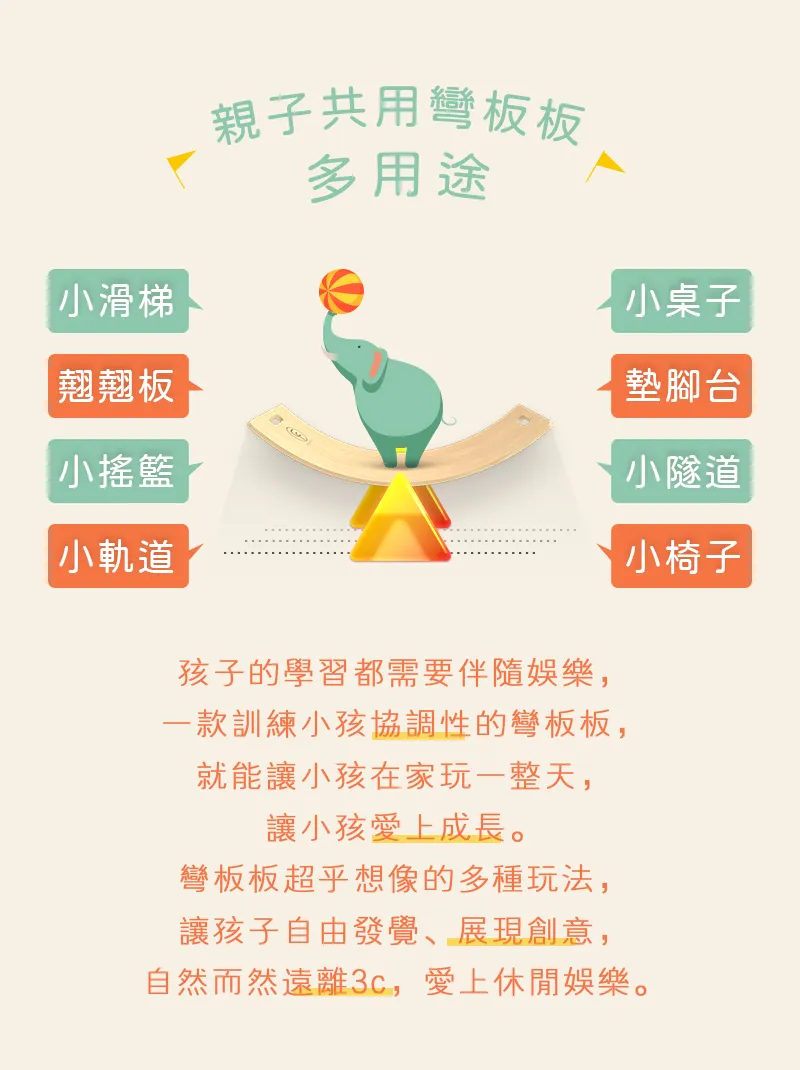 親子共用彎板板
多用途
小滑梯
翹翹板
小搖籃
小軌道
小桌子
墊腳台
小隧道
小椅子
孩子的學習都需要伴隨娛樂，
一款訓練小孩協調性的彎板板，
就能讓小孩在家玩一整天，
讓小孩愛上成長。
彎板板超乎想像的多種玩法，
讓孩子自由發覺、展現創意，
自然而然遠離3c，愛上休閒娛樂。